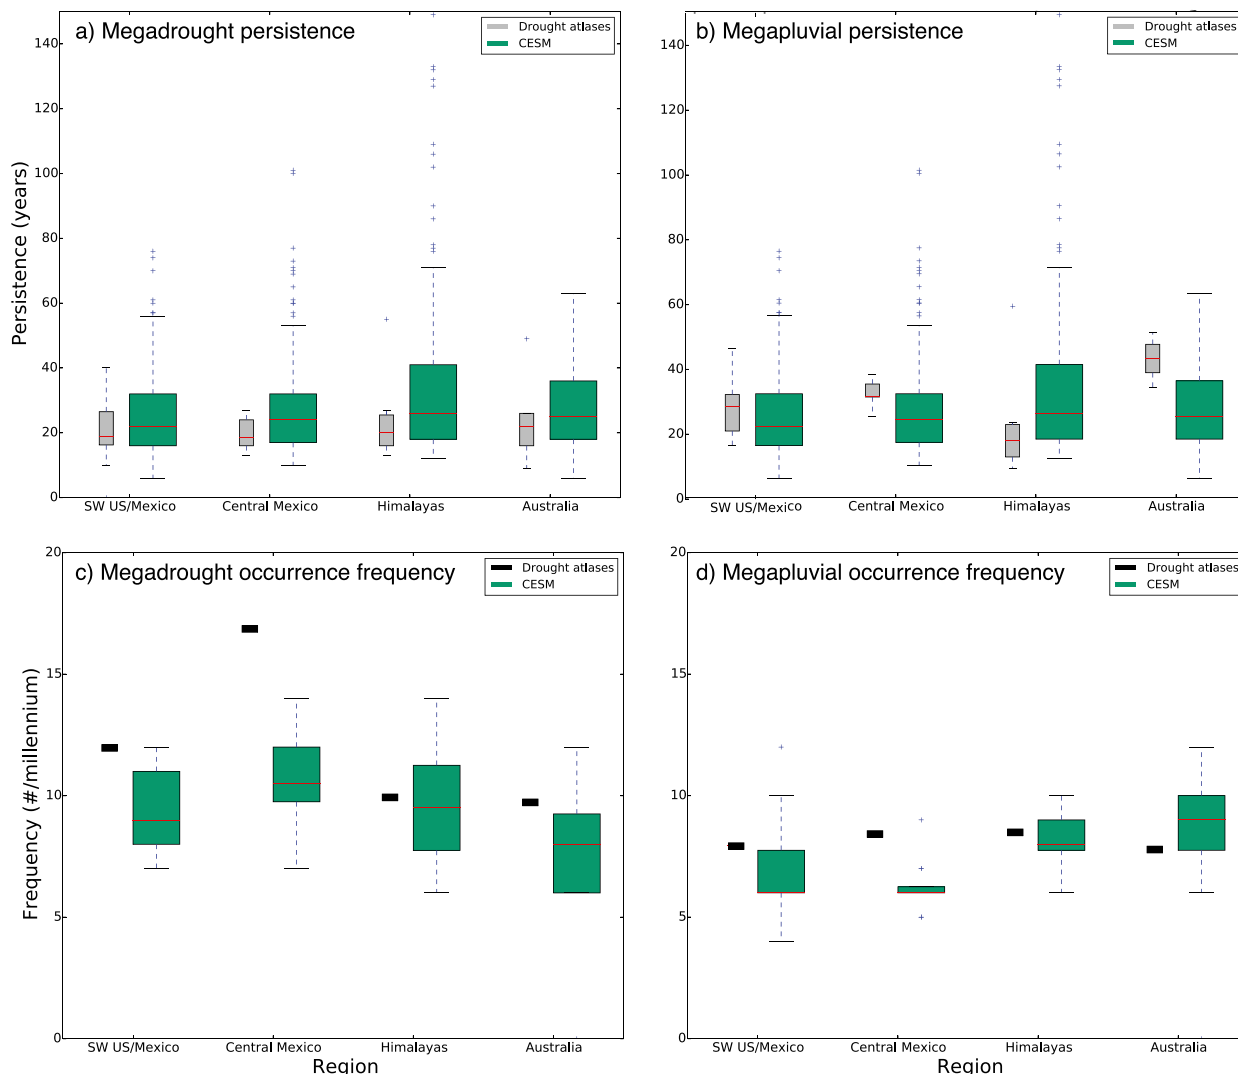 a) Megadrought persistence
Drought atlases
CESM
Persistence (years)
140
120
100
80
60
40
20
0
SW US/Mexico
Central Mexico
Himalayas
Australia
b) Megapluvial persistence
Drought atlases
CESM
140
120
100
80
60
40
20
0
SW US/Mexico
Central Mexico
Himalayas
Australia
c) Megadrought occurrence frequency
Drought atlases
CESM
Frequency (#/millennium)
20
15
10
5
0
SW US/Mexico
Central Mexico
Himalayas
Australia
Region
d) Megapluvial occurrence frequency
Drought atlases
CESM
20
15
10
5
0
SW US/Mexico
Central Mexico
Himalayas
Australia
Region